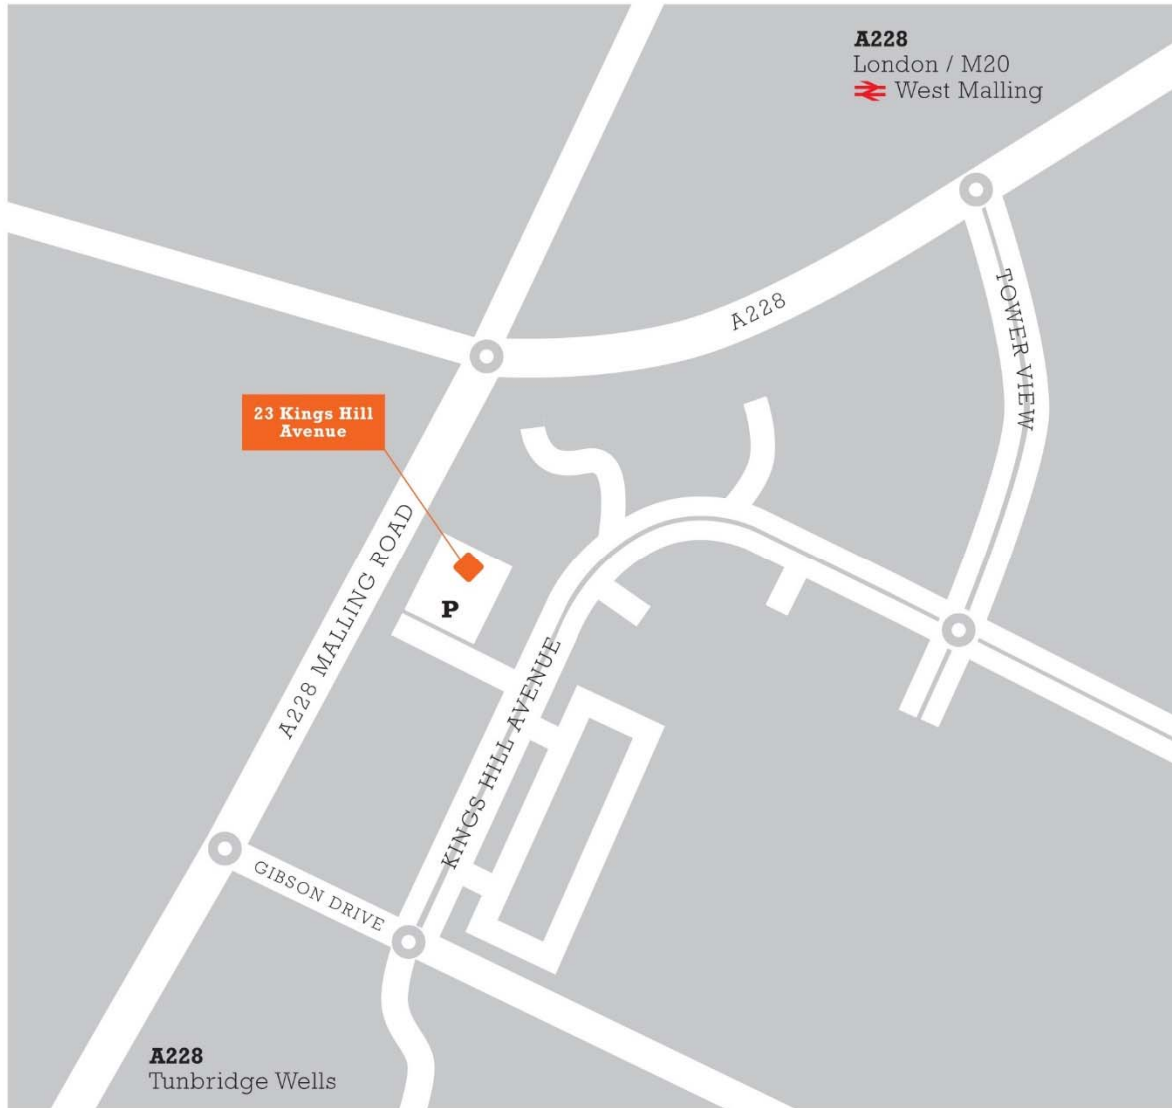 A228
London / M20
West Malling
A228
TOWER VIEW
23 Kings Hill
Avenue
A228 MALLING ROAD
P
KINGS HILL AVENUE
GIBSON DRIVE
A228
Tunbridge Wells